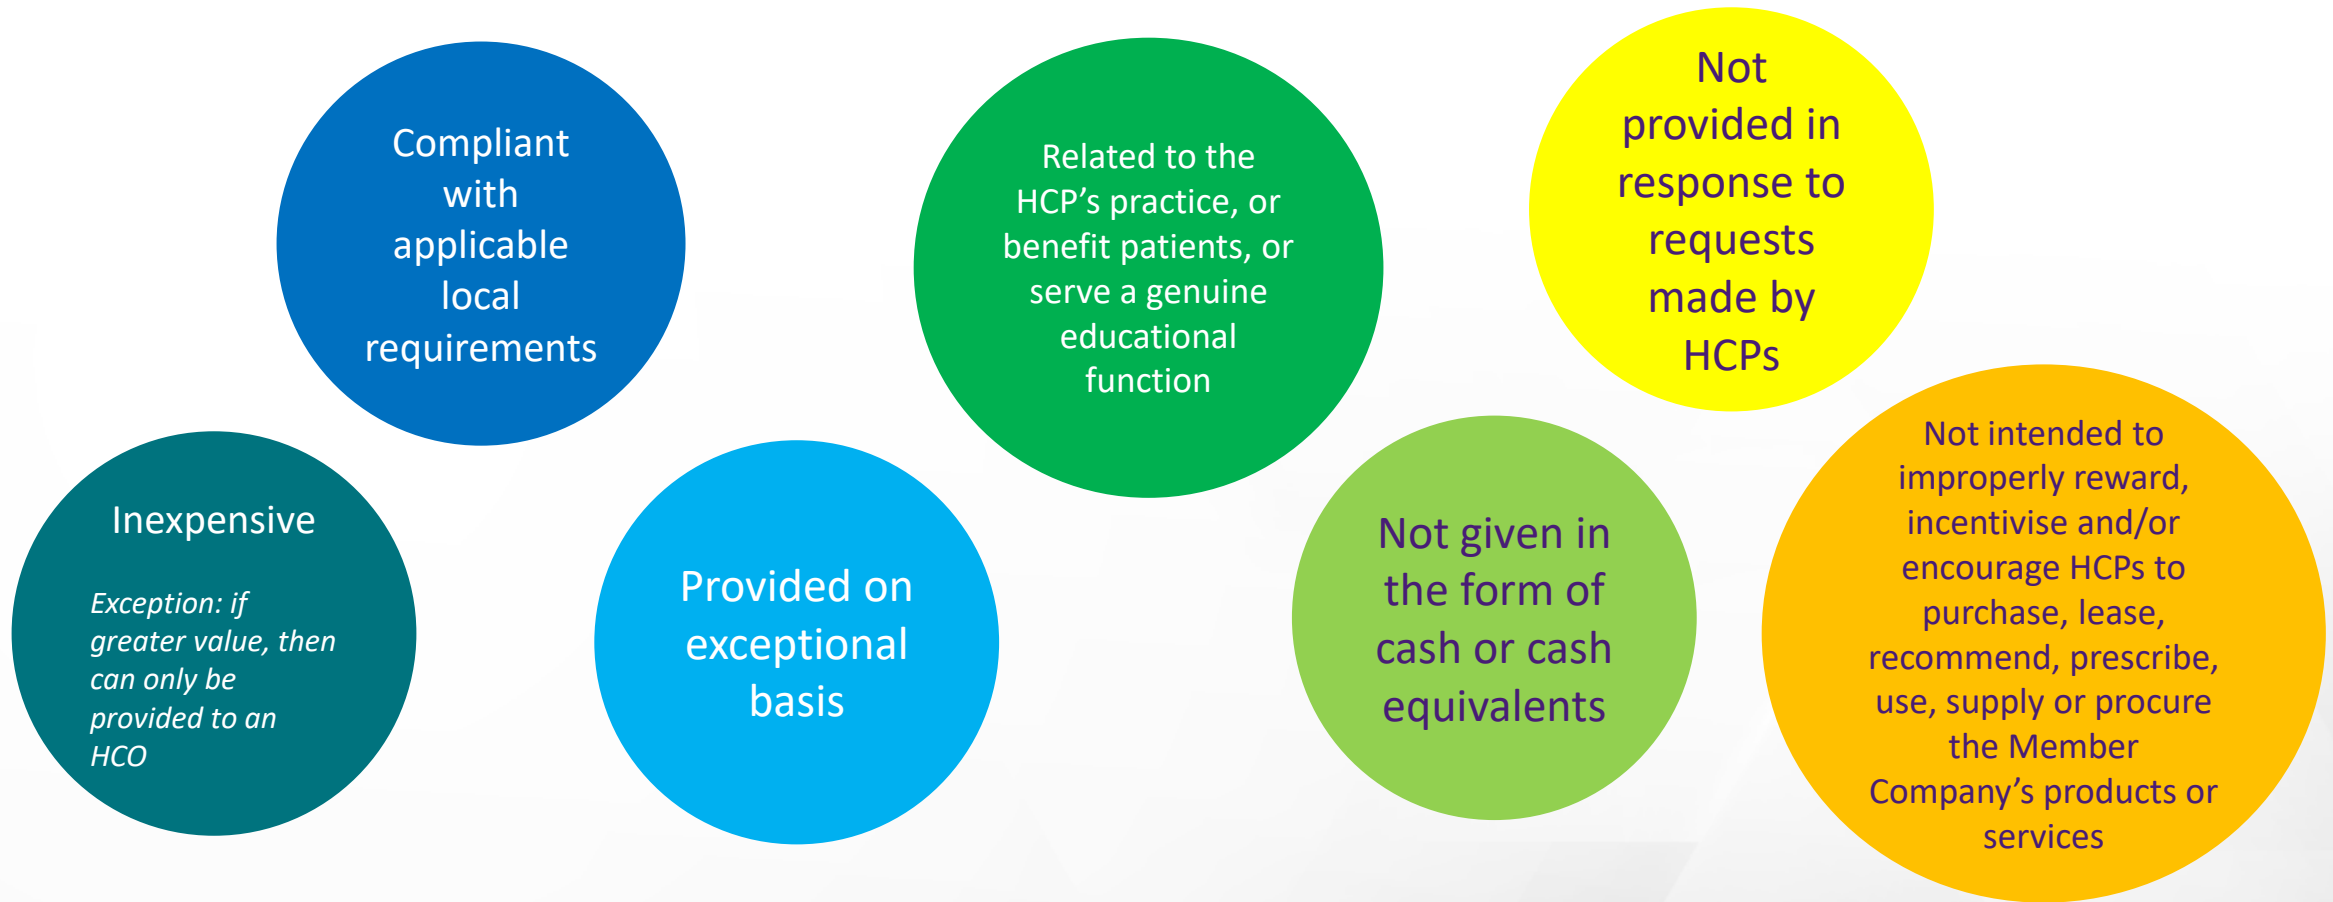 Compliant
with
applicable
local
requirements
Related to the
HCP’s practice, or
benefit patients, or
serve a genuine
educational
function
Not
provided in
response to
requests
made by
HCPs
Inexpensive
Exception: if
greater value, then
can only be
provided to an
HCO
Provided on
exceptional
basis
Not given in
the form of
cash or cash
equivalents
Not intended to
improperly reward,
incentivise and/or
encourage HCPs to
purchase, lease,
recommend, prescribe,
use, supply or procure
the Member
Company’s products or
services